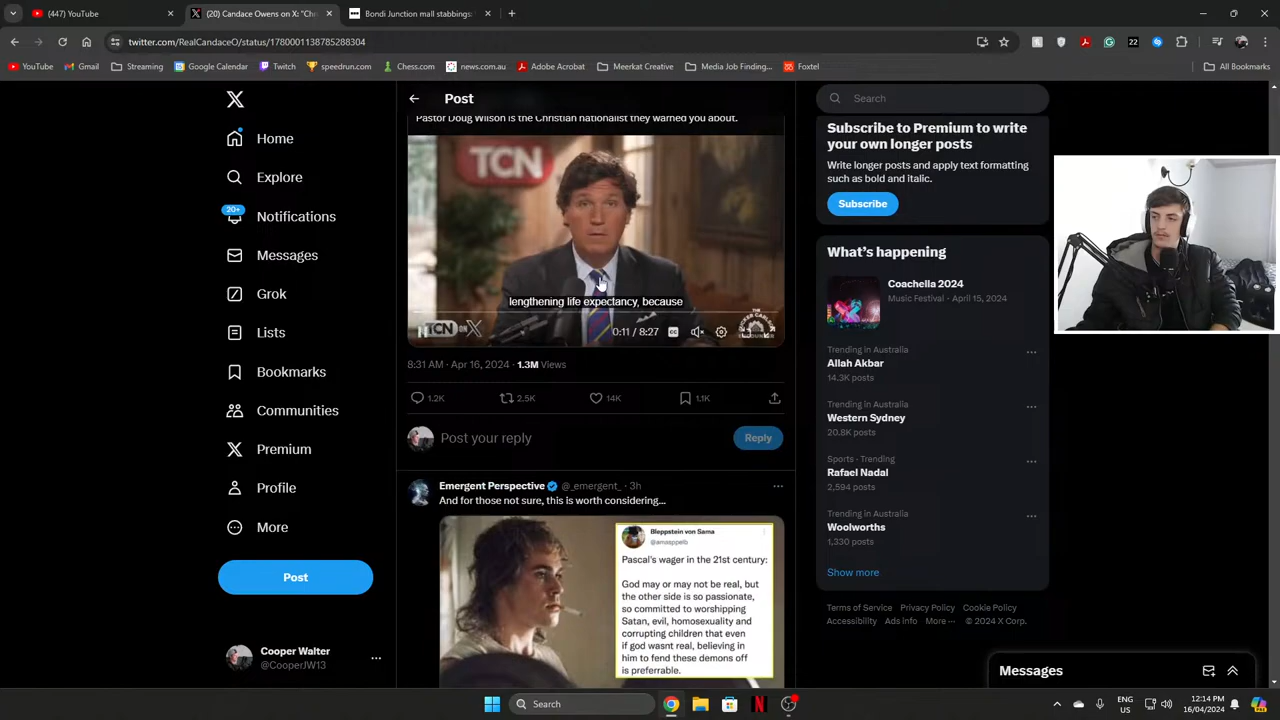 (447) YouTube
(20) Candace Owens on X: "Chri
Bondi Junction mall stabbings:
twitter.com/RealCandaceO/status/1780001138785288304
22
YouTube
Gmail
Streaming
Google Calendar
Twitch
speedrun.com
Chess.com
news.com.au
Adobe Acrobat
Meerkat Creative
Media Job Finding...
Foxtel
All Bookmarks
Home
Explore
20+
Notifications
Messages
Grok
Lists
Bookmarks
Communities
Premium
Profile
More
Post
Cooper Walter
@CooperJW13
Post
Pastor Doug Wilson is the Christian nationalist they warned you about.
TCN
lengthening life expectancy, because
TCN ON X
0:11 / 8:27
8:31 AM · Apr 16, 2024 · 1.3M Views
1.2K
2.5K
14K
1.1K
Post your reply
Reply
Emergent Perspective @_emergent_ · 3h
And for those not sure, this is worth considering...
Bleppstein von Sama
Pascal's wager in the 21st century:
God may or may not be real, but
the other side is so passionate,
so committed to worshipping
Satan, evil, homosexuality and
corrupting children that even
if god wasnt real, believing in
him to fend these demons off
is preferrable.
Search
Subscribe to Premium to write
your own longer posts
Write longer posts and apply text formatting
such as bold and italic.
Subscribe
What's happening
Coachella 2024
Music Festival · April 15, 2024
Trending in Australia
Allah Akbar
14.3K posts
Trending in Australia
Western Sydney
20.8K posts
Sports · Trending
Rafael Nadal
2,594 posts
Trending in Australia
Woolworths
1,330 posts
Show more
Terms of Service Privacy Policy Cookie Policy
Accessibility Ads info More ··· © 2024 X Corp.
Messages
Search
ENG
US
12:14 PM
16/04/2024